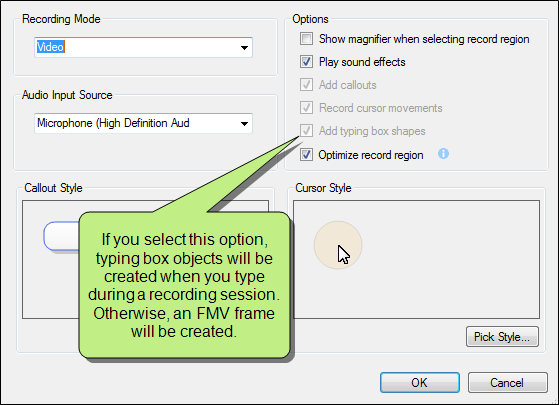 Recording Mode
Video
Audio Input Source
Microphone (High Definition Aud
Options
Show magnifier when selecting record region
Play sound effects
Add callouts
Record cursor movements
Add typing box shapes
Optimize record region
Callout Style
If you select this option,
typing box objects will be
created when you type
during a recording session.
Otherwise, an FMV frame
will be created.
Cursor Style
Pick Style...
OK
Cancel